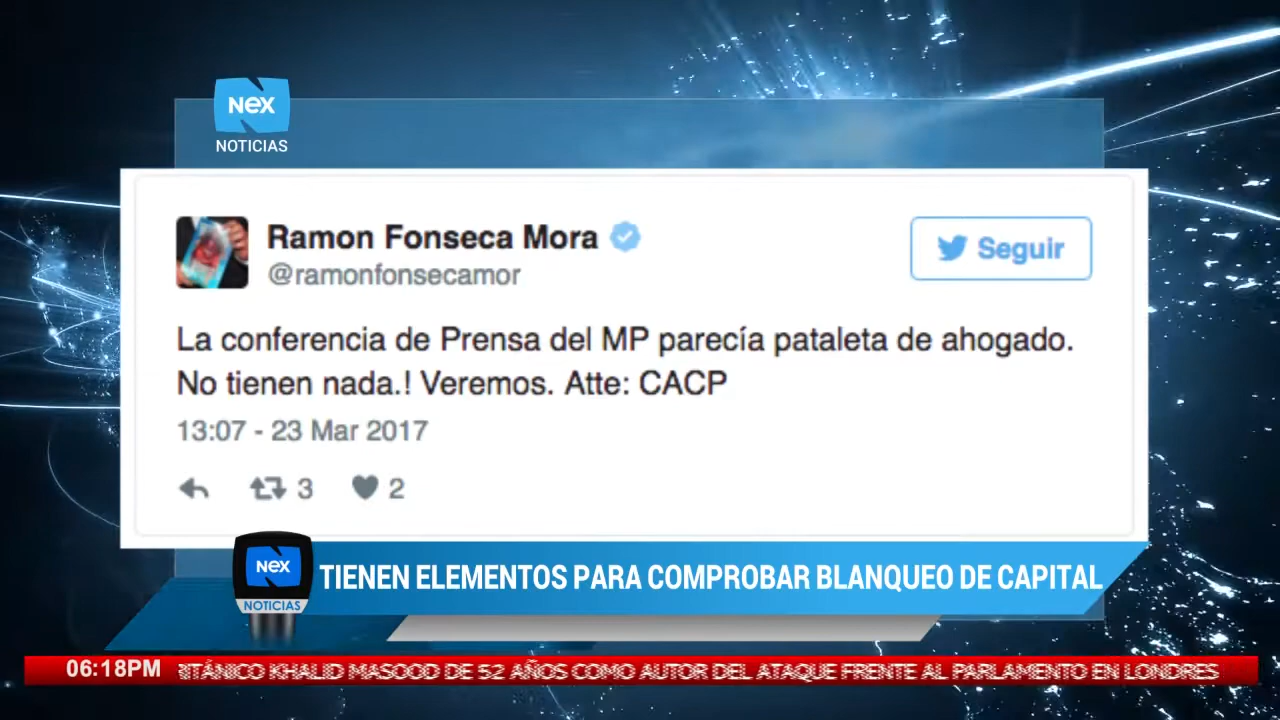 Nex
NOTICIAS
Ramon Fonseca Mora
@ramonfonsecamor
Seguir
La conferencia de Prensa del MP parecía pataleta de ahogado.
No tienen nada.! Veremos. Atte: CACP
13:07 - 23 Mar 2017
3 2
Nex
NOTICIAS
TIENEN ELEMENTOS PARA COMPROBAR BLANQUEO DE CAPITAL
06:18PM
TÁNICO KHALID MASOOD DE 52 AÑOS COMO AUTOR DEL ATAQUE FRENTE AL PARLAMENTO EN LONDRES